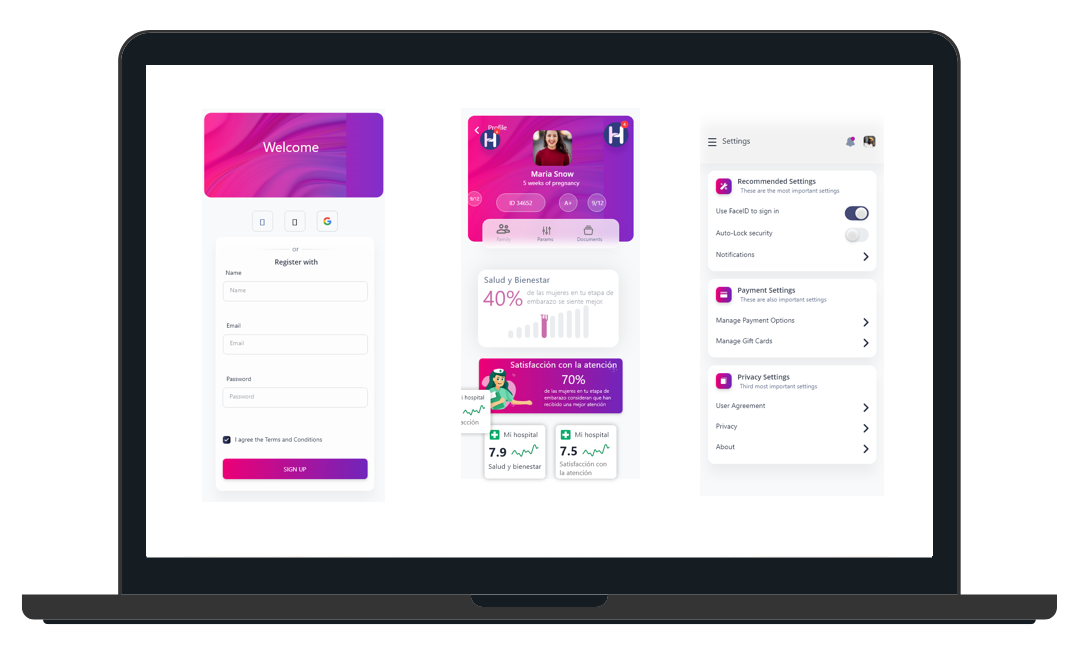 Welcome
or
Register with
Name
Name
Email
Email
Password
Password
I agree the Terms and Conditions
SIGN UP
Profile
H
H
Maria Snow
5 weeks of pregnancy
9/12
ID 34652
A+
9/12
Family
Params
Documents
Salud y Bienestar
40%
de las mujeres en tu etapa de
embarazo se siente mejor
TU
Satisfacción con la atención
70%
de las mujeres en tu etapa de
embarazo consideran que han
recibido una mejor atención
hospital
acción
Mi hospital
7.9
Salud y bienestar
Mi hospital
7.5
Satisfacción con
la atención
Settings
Recommended Settings
These are the most important settings
Use FaceID to sign in
Auto-Lock security
Notifications
Payment Settings
These are also important settings
Manage Payment Options
Manage Gift Cards
Privacy Settings
Third most important settings
User Agreement
Privacy
About